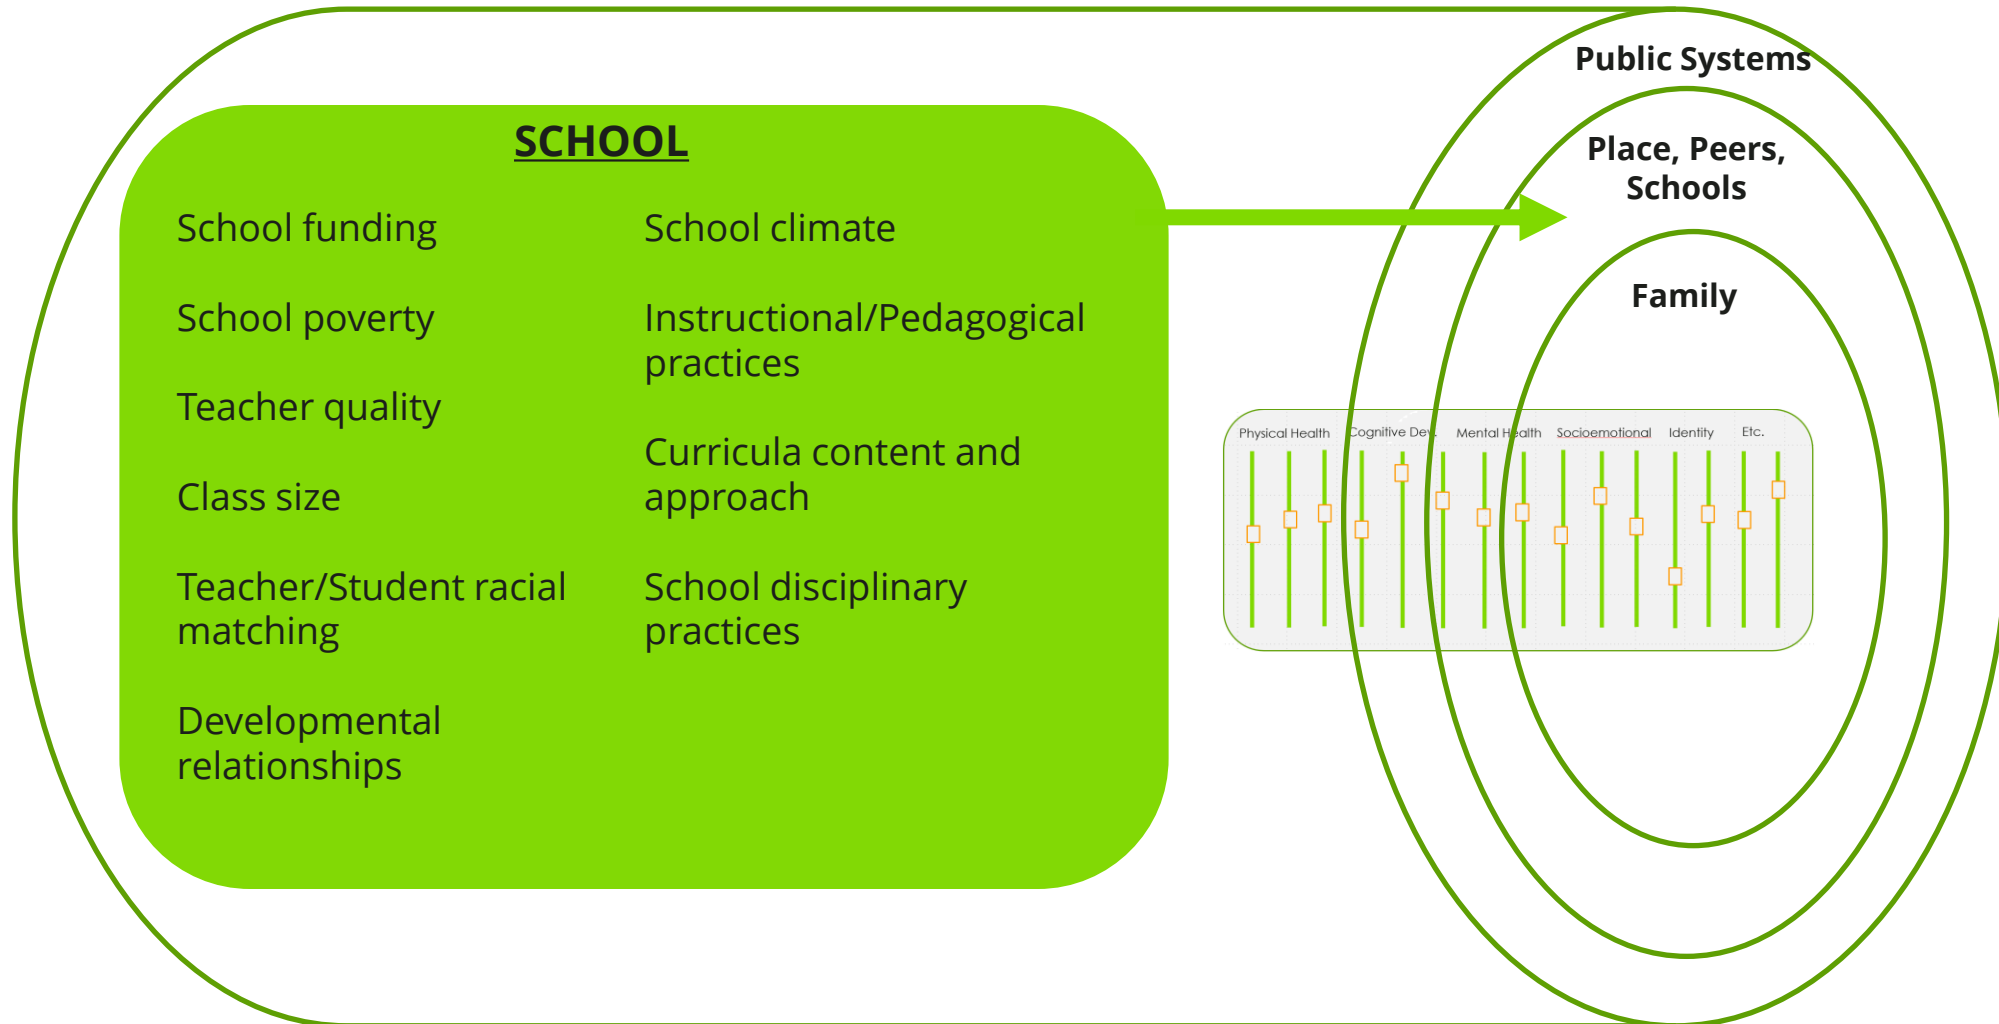 SCHOOL
School funding
School poverty
Teacher quality
Class size
Teacher/Student racial
matching
Developmental
relationships
School climate
Instructional/Pedagogical
practices
Curricula content and
approach
School disciplinary
practices
Public Systems
Place, Peers,
Schools
Family
Physical Health Cognitive Dev. Mental Health Socioemotional Identity Etc.